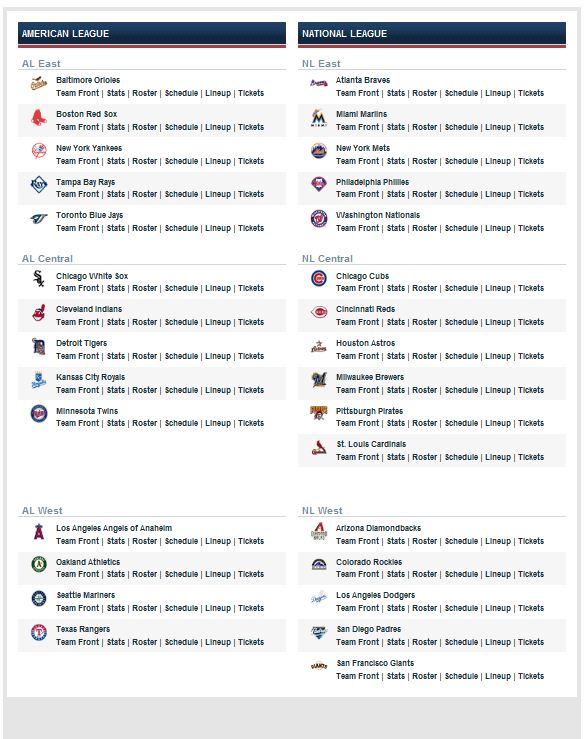 AMERICAN LEAGUE
AL East
Baltimore Orioles
Team Front | Stats | Roster | Schedule | Lineup | Tickets
Boston Red Sox
Team Front | Stats | Roster | Schedule | Lineup | Tickets
New York Yankees
Team Front | Stats | Roster | Schedule | Lineup | Tickets
Tampa Bay Rays
Team Front | Stats | Roster | Schedule | Lineup | Tickets
Toronto Blue Jays
Team Front | Stats | Roster | Schedule | Lineup | Tickets
AL Central
Chicago White Sox
Team Front | Stats | Roster | Schedule | Lineup | Tickets
Cleveland Indians
Team Front | Stats | Roster | Schedule | Lineup | Tickets
Detroit Tigers
Team Front | Stats | Roster | Schedule | Lineup | Tickets
Kansas City Royals
Team Front | Stats | Roster | Schedule | Lineup | Tickets
Minnesota Twins
Team Front | Stats | Roster | Schedule | Lineup | Tickets
AL West
Los Angeles Angels of Anaheim
Team Front | Stats | Roster | Schedule | Lineup | Tickets
Oakland Athletics
Team Front | Stats | Roster | Schedule | Lineup | Tickets
Seattle Mariners
Team Front | Stats | Roster | Schedule | Lineup | Tickets
Texas Rangers
Team Front | Stats | Roster | Schedule | Lineup | Tickets
NATIONAL LEAGUE
NL East
Atlanta Braves
Team Front | Stats | Roster | Schedule | Lineup | Tickets
Miami Marlins
Team Front | Stats | Roster | Schedule | Lineup | Tickets
New York Mets
Team Front | Stats | Roster | Schedule | Lineup | Tickets
Philadelphia Phillies
Team Front | Stats | Roster | Schedule | Lineup | Tickets
Washington Nationals
Team Front | Stats | Roster | Schedule | Lineup | Tickets
NL Central
Chicago Cubs
Team Front | Stats | Roster | Schedule | Lineup | Tickets
Cincinnati Reds
Team Front | Stats | Roster | Schedule | Lineup | Tickets
Houston Astros
Team Front | Stats | Roster | Schedule | Lineup | Tickets
Milwaukee Brewers
Team Front | Stats | Roster | Schedule | Lineup | Tickets
Pittsburgh Pirates
Team Front | Stats | Roster | Schedule | Lineup | Tickets
St. Louis Cardinals
Team Front | Stats | Roster | Schedule | Lineup | Tickets
NL West
Arizona Diamondbacks
Team Front | Stats | Roster | Schedule | Lineup | Tickets
Colorado Rockies
Team Front | Stats | Roster | Schedule | Lineup | Tickets
Los Angeles Dodgers
Team Front | Stats | Roster | Schedule | Lineup | Tickets
San Diego Padres
Team Front | Stats | Roster | Schedule | Lineup | Tickets
San Francisco Giants
Team Front | Stats | Roster | Schedule | Lineup | Tickets